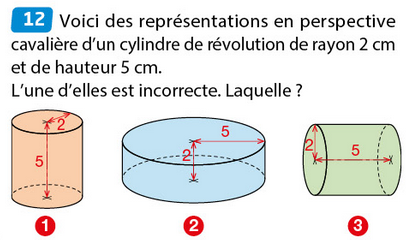 12 Voici des représentations en perspective
cavalière d'un cylindre de révolution de rayon 2 cm
et de hauteur 5 cm.
L'une d'elles est incorrecte. Laquelle ?
2
5
5
2
2
5
1
2
3